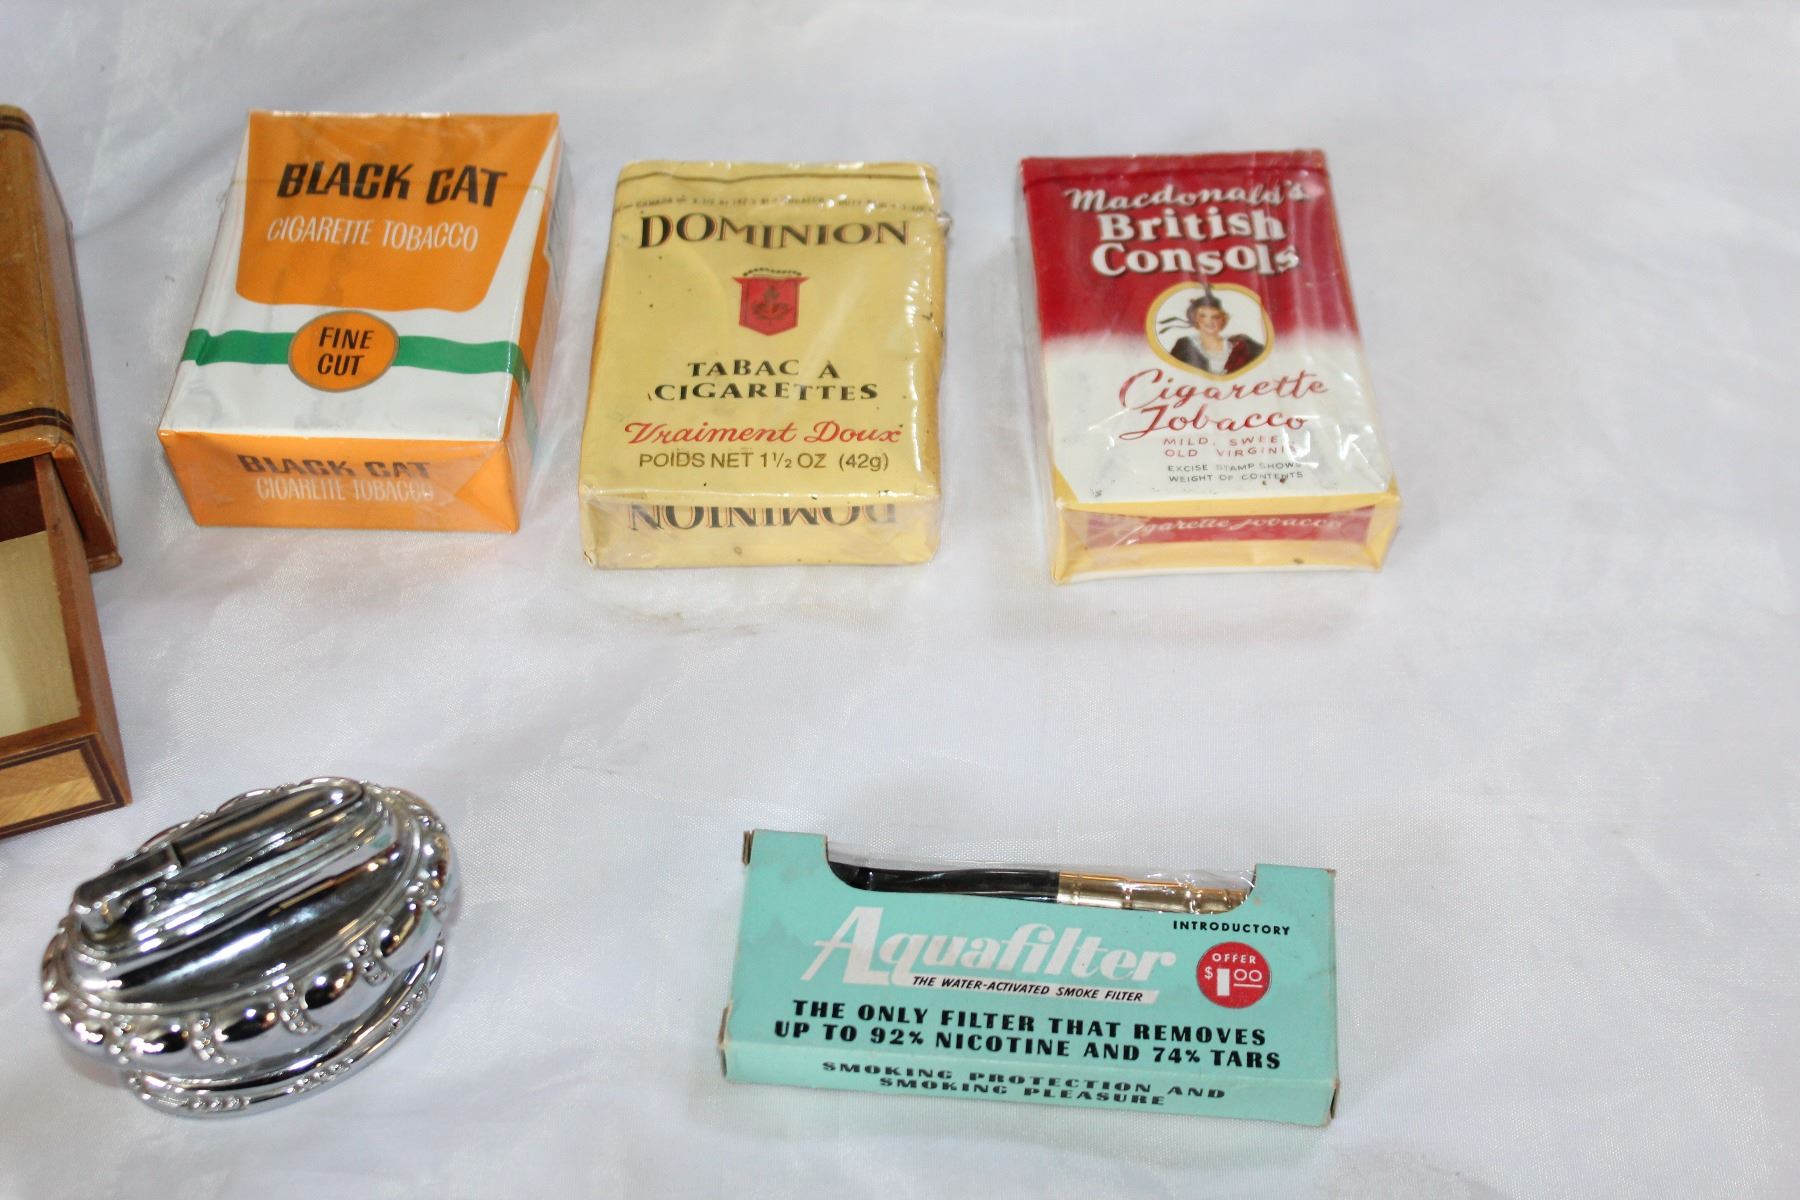 BLACK CAT
CIGARETTE TOBACCO
FINE
CUT
BLACK CAT
CIGARETTE TOBACCO
DOMINION
TABAC À
CIGARETTES
Vraiment Doux
POIDS NET 1 1/2 OZ (42g)
DOMINION
Macdonald's
British
Consols
Cigarette
Tobacco
MILD, SWEET
OLD VIRGINIA
EXCISE STAMP SHOWS
WEIGHT OF CONTENTS
Cigarette Tobacco
Aquafilter
THE WATER-ACTIVATED SMOKE FILTER
INTRODUCTORY
OFFER
$1.00
THE ONLY FILTER THAT REMOVES
UP TO 92% NICOTINE AND 74% TARS
SMOKING PROTECTION AND
SMOKING PLEASURE